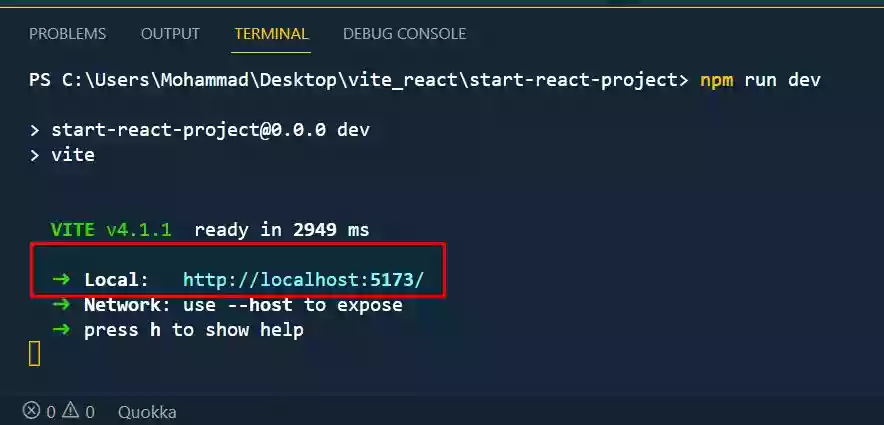 PROBLEMS OUTPUT TERMINAL DEBUG CONSOLE
PS C:\Users\Mohammad\Desktop\vite_react\start-react-project> npm run dev
> start-react-project@0.0.0 dev
> vite
VITE v4.1.1 ready in 2949 ms
➜ Local: http://localhost:5173/
➜ Network: use --host to expose
➜ press h to show help
0 0 Quokka